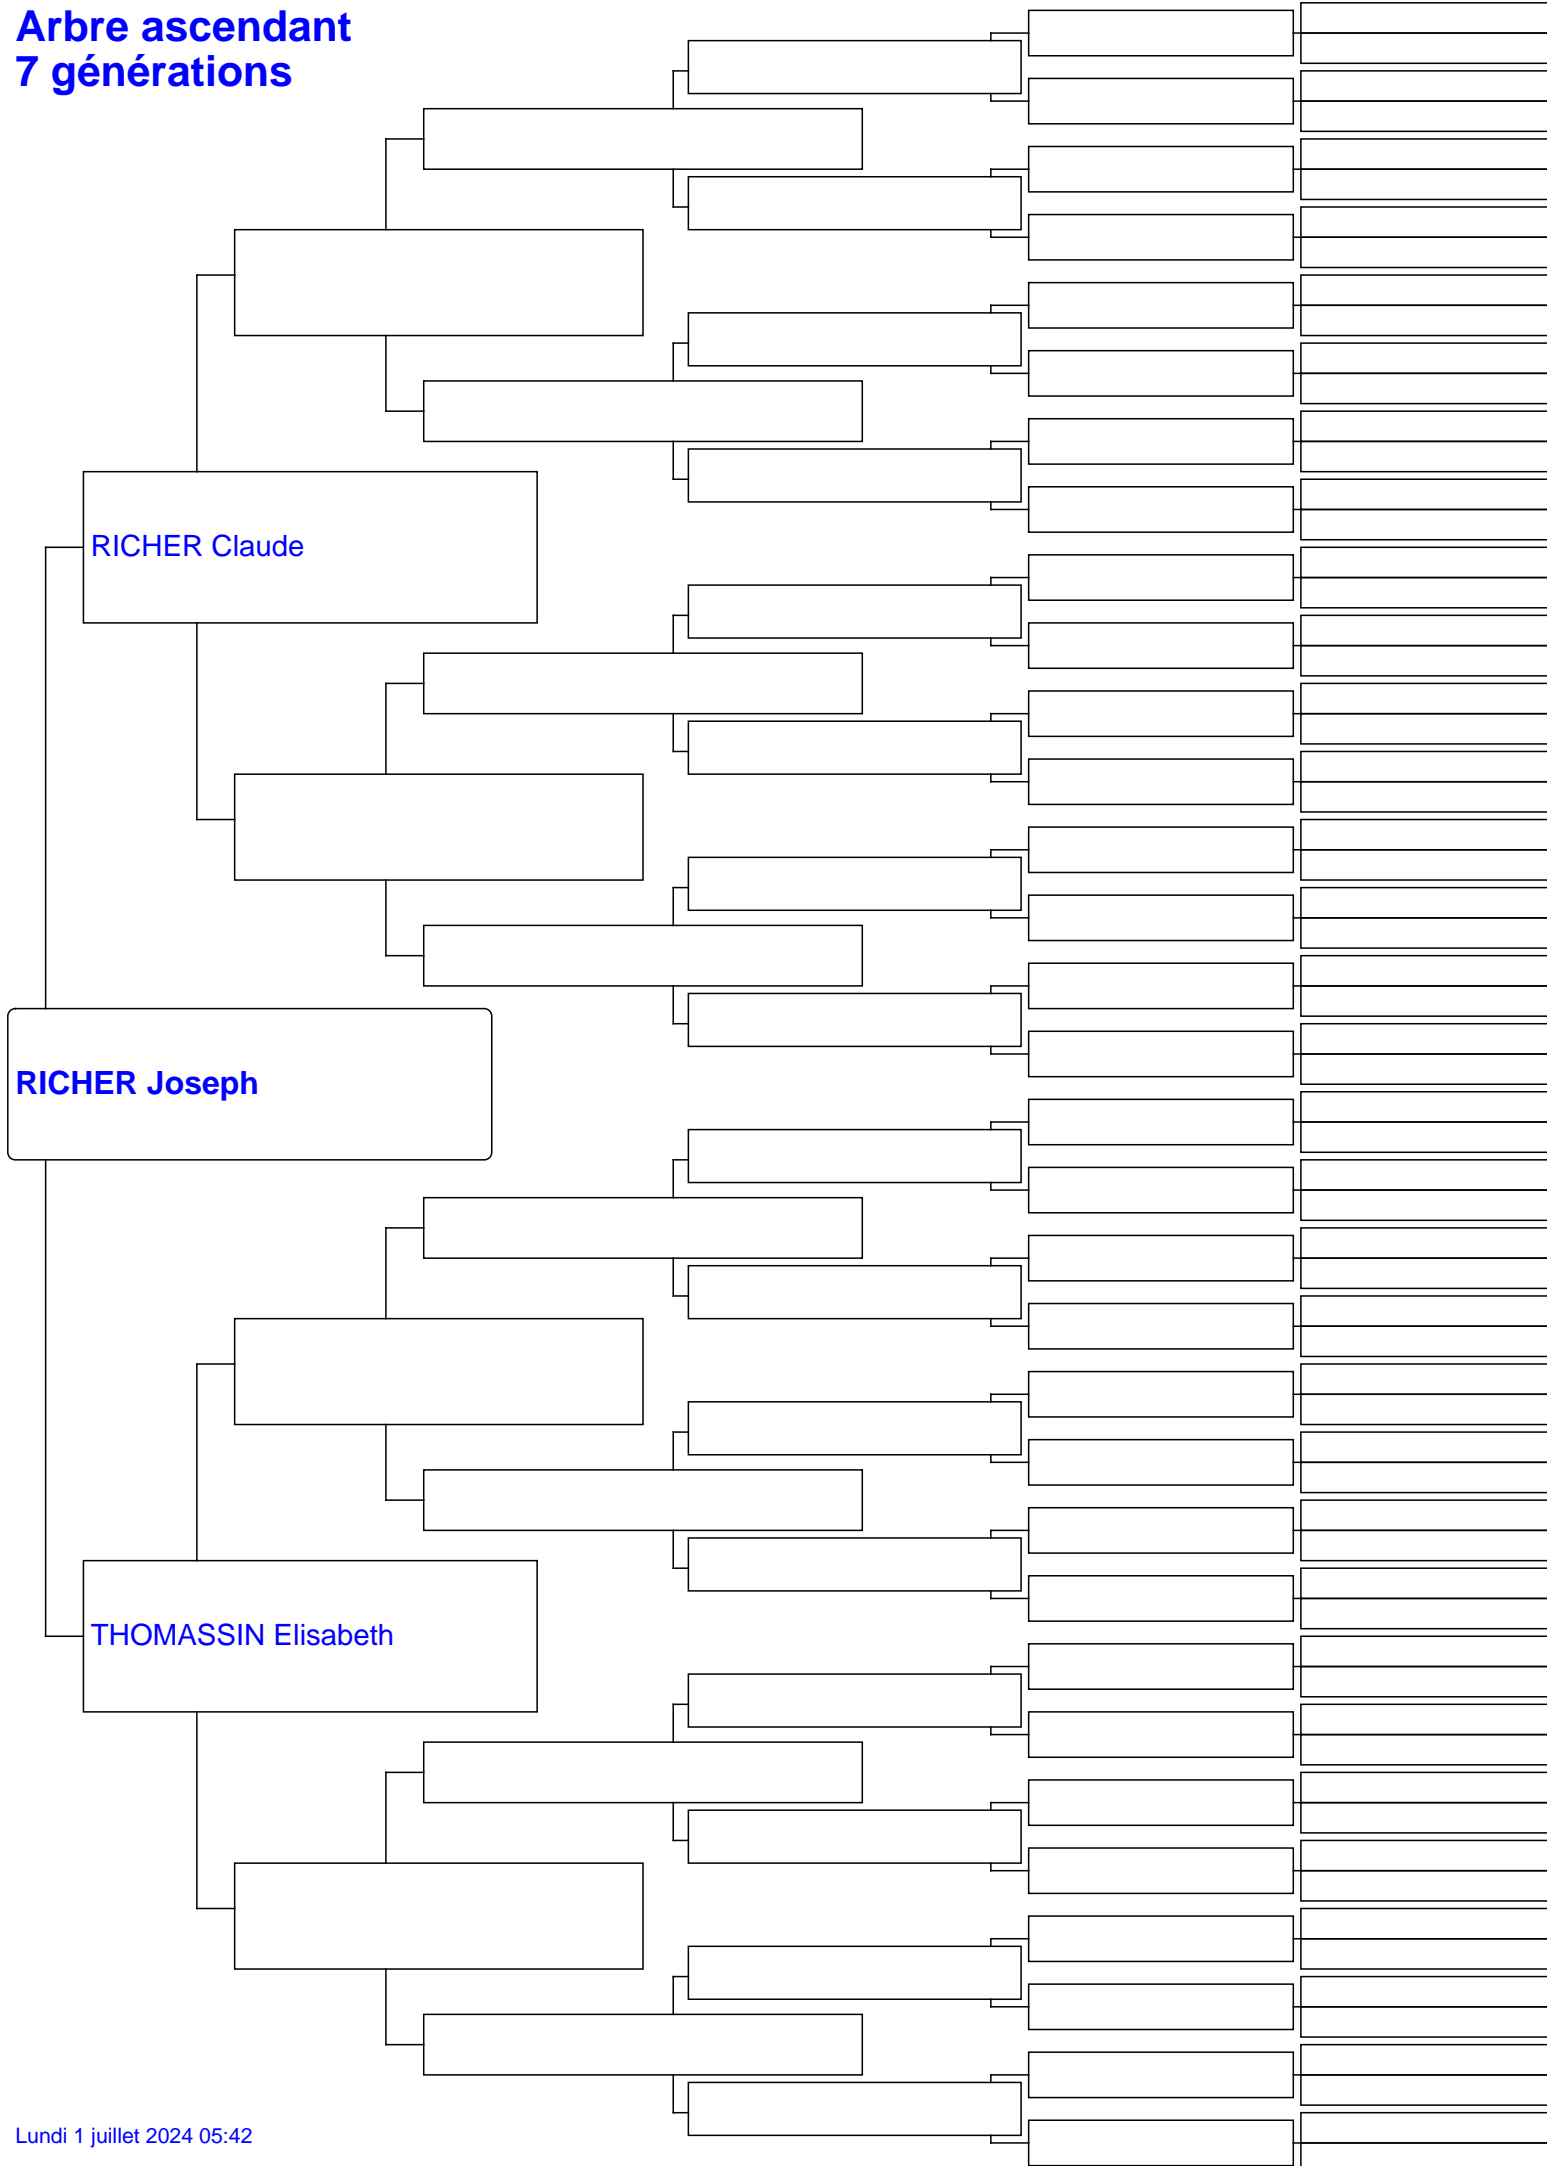 Arbre ascendant
7 générations
RICHER Claude
RICHER Joseph
THOMASSIN Elisabeth
Lundi 1 juillet 2024 05:42